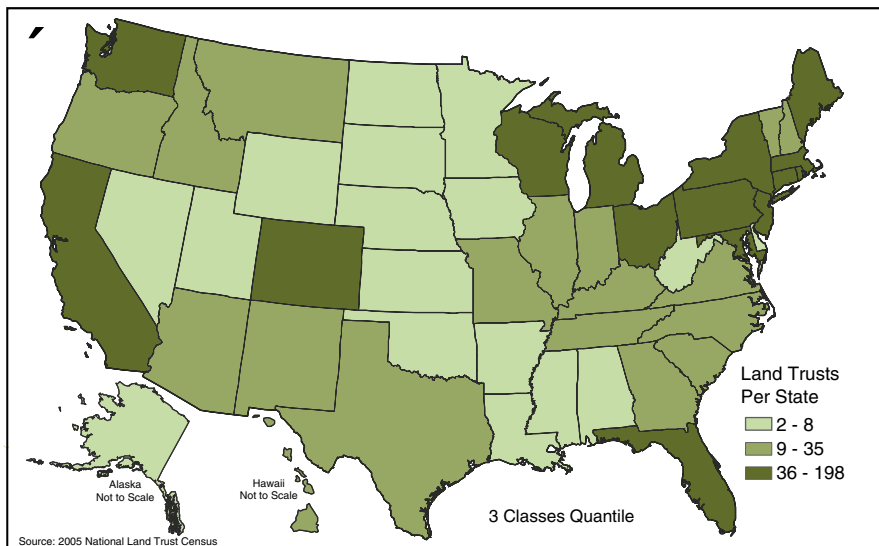 Land Trusts
Per State
2 - 8
9 - 35
36 - 198
Alaska
Not to Scale
Hawaii
Not to Scale
3 Classes Quantile
Source: 2005 National Land Trust Census